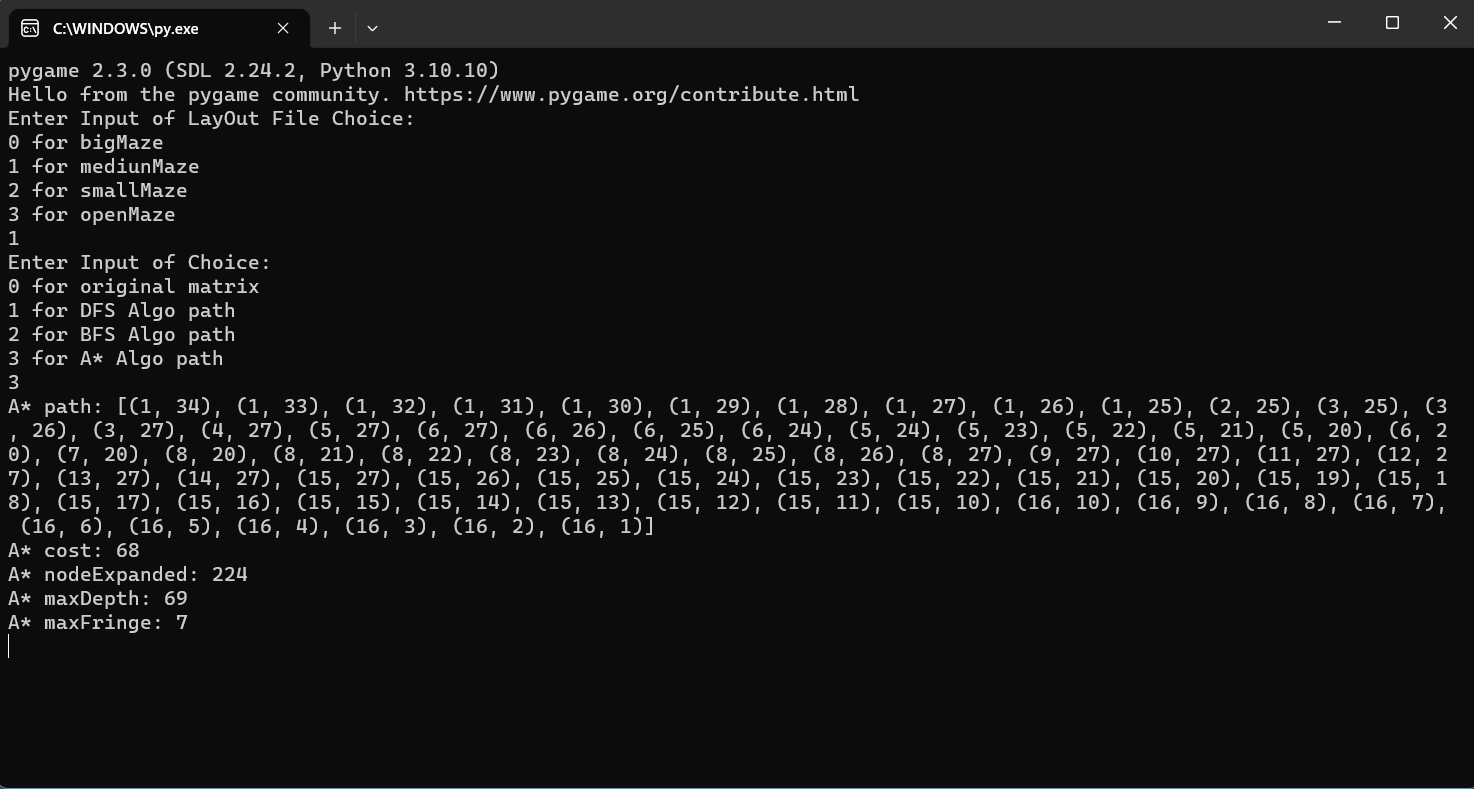 C:\WINDOWS\py.exe
pygame 2.3.0 (SDL 2.24.2, Python 3.10.10)
Hello from the pygame community. https://www.pygame.org/contribute.html
Enter Input of LayOut File Choice:
0 for bigMaze
1 for mediunMaze
2 for smallMaze
3 for openMaze
1
Enter Input of Choice:
0 for original matrix
1 for DFS Algo path
2 for BFS Algo path
3 for A* Algo path
3
A* path: [(1, 34), (1, 33), (1, 32), (1, 31), (1, 30), (1, 29), (1, 28), (1, 27), (1, 26), (1, 25), (2, 25), (3, 25), (3
, 26), (3, 27), (4, 27), (5, 27), (6, 27), (6, 26), (6, 25), (6, 24), (5, 24), (5, 23), (5, 22), (5, 21), (5, 20), (6, 2
0), (7, 20), (8, 20), (8, 21), (8, 22), (8, 23), (8, 24), (8, 25), (8, 26), (8, 27), (9, 27), (10, 27), (11, 27), (12, 2
7), (13, 27), (14, 27), (15, 27), (15, 26), (15, 25), (15, 24), (15, 23), (15, 22), (15, 21), (15, 20), (15, 19), (15, 1
8), (15, 17), (15, 16), (15, 15), (15, 14), (15, 13), (15, 12), (15, 11), (15, 10), (16, 10), (16, 9), (16, 8), (16, 7),
 (16, 6), (16, 5), (16, 4), (16, 3), (16, 2), (16, 1)]
A* cost: 68
A* nodeExpanded: 224
A* maxDepth: 69
A* maxFringe: 7